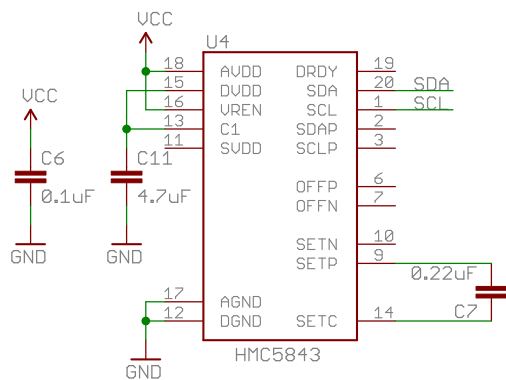 VCC
U4
18 AVDD DRDY 19
15 DVDD SDA 20 SDA
16 VREN SCL 1 SCL
13 C1 SDAP 2
11 SVDD SCLP 3
VCC
C6
0.1uF
GND
C11
4.7uF
GND
OFFP 6
OFFN 7
SETN 10
SETP 9
0.22uF
C7
17 AGND
12 DGND SETC 14
HMC5843
GND